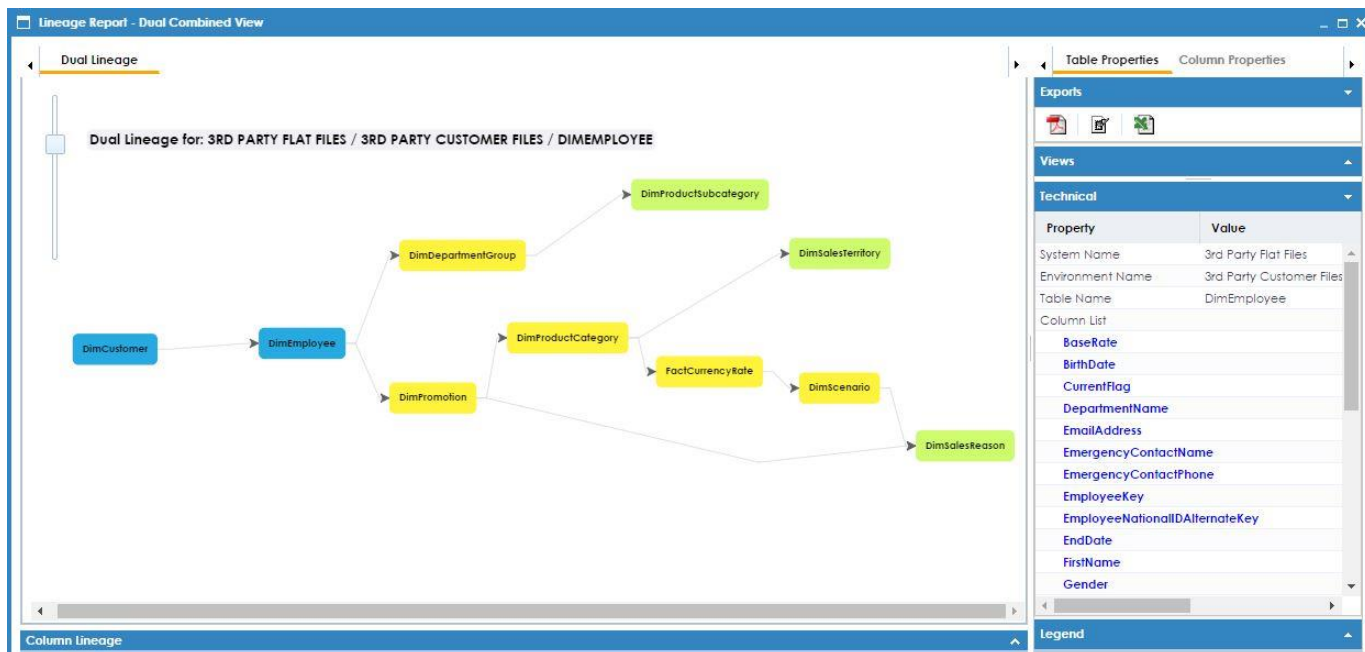 Lineage Report - Dual Combined View
Dual Lineage
Dual Lineage for: 3RD PARTY FLAT FILES / 3RD PARTY CUSTOMER FILES / DIMEMPLOYEE
DimProductSubcategory
DimDepartmentGroup
DimSalesTerritory
DimCustomer
DimEmployee
DimProductCategory
FactCurrencyRate
DimPromotion
DimScenario
DimSalesReason
Column Lineage
Table Properties Column Properties
Exports
Views
Technical
Property Value
System Name 3rd Party Flat Files
Environment Name 3rd Party Customer Files
Table Name DimEmployee
Column List
BaseRate
BirthDate
CurrentFlag
DepartmentName
EmailAddress
EmergencyContactName
EmergencyContactPhone
EmployeeKey
EmployeeNationalIDAlternateKey
EndDate
FirstName
Gender
Legend